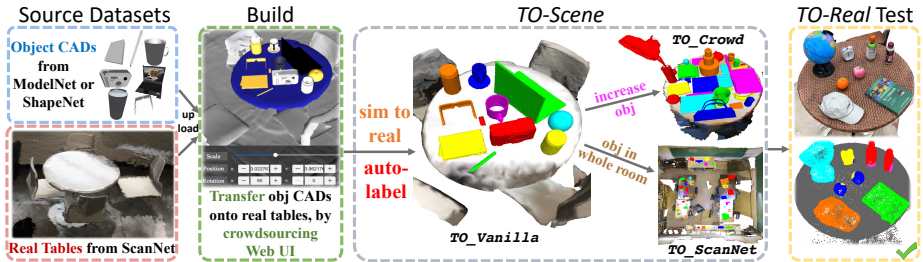 Source Datasets
Object CADs
from
ModelNet or
ShapeNet
Real Tables from ScanNet
up
load
Build
Scale
Position
Rotation
90
0
Transfer obj CADs
onto real tables, by
crowdsourcing
Web UI
sim to
real
auto-
label
TO-Scene
TO_Vanilla
TO_Crowd
increase
obj
obj in
whole room
TO_ScanNet
TO-Real Test